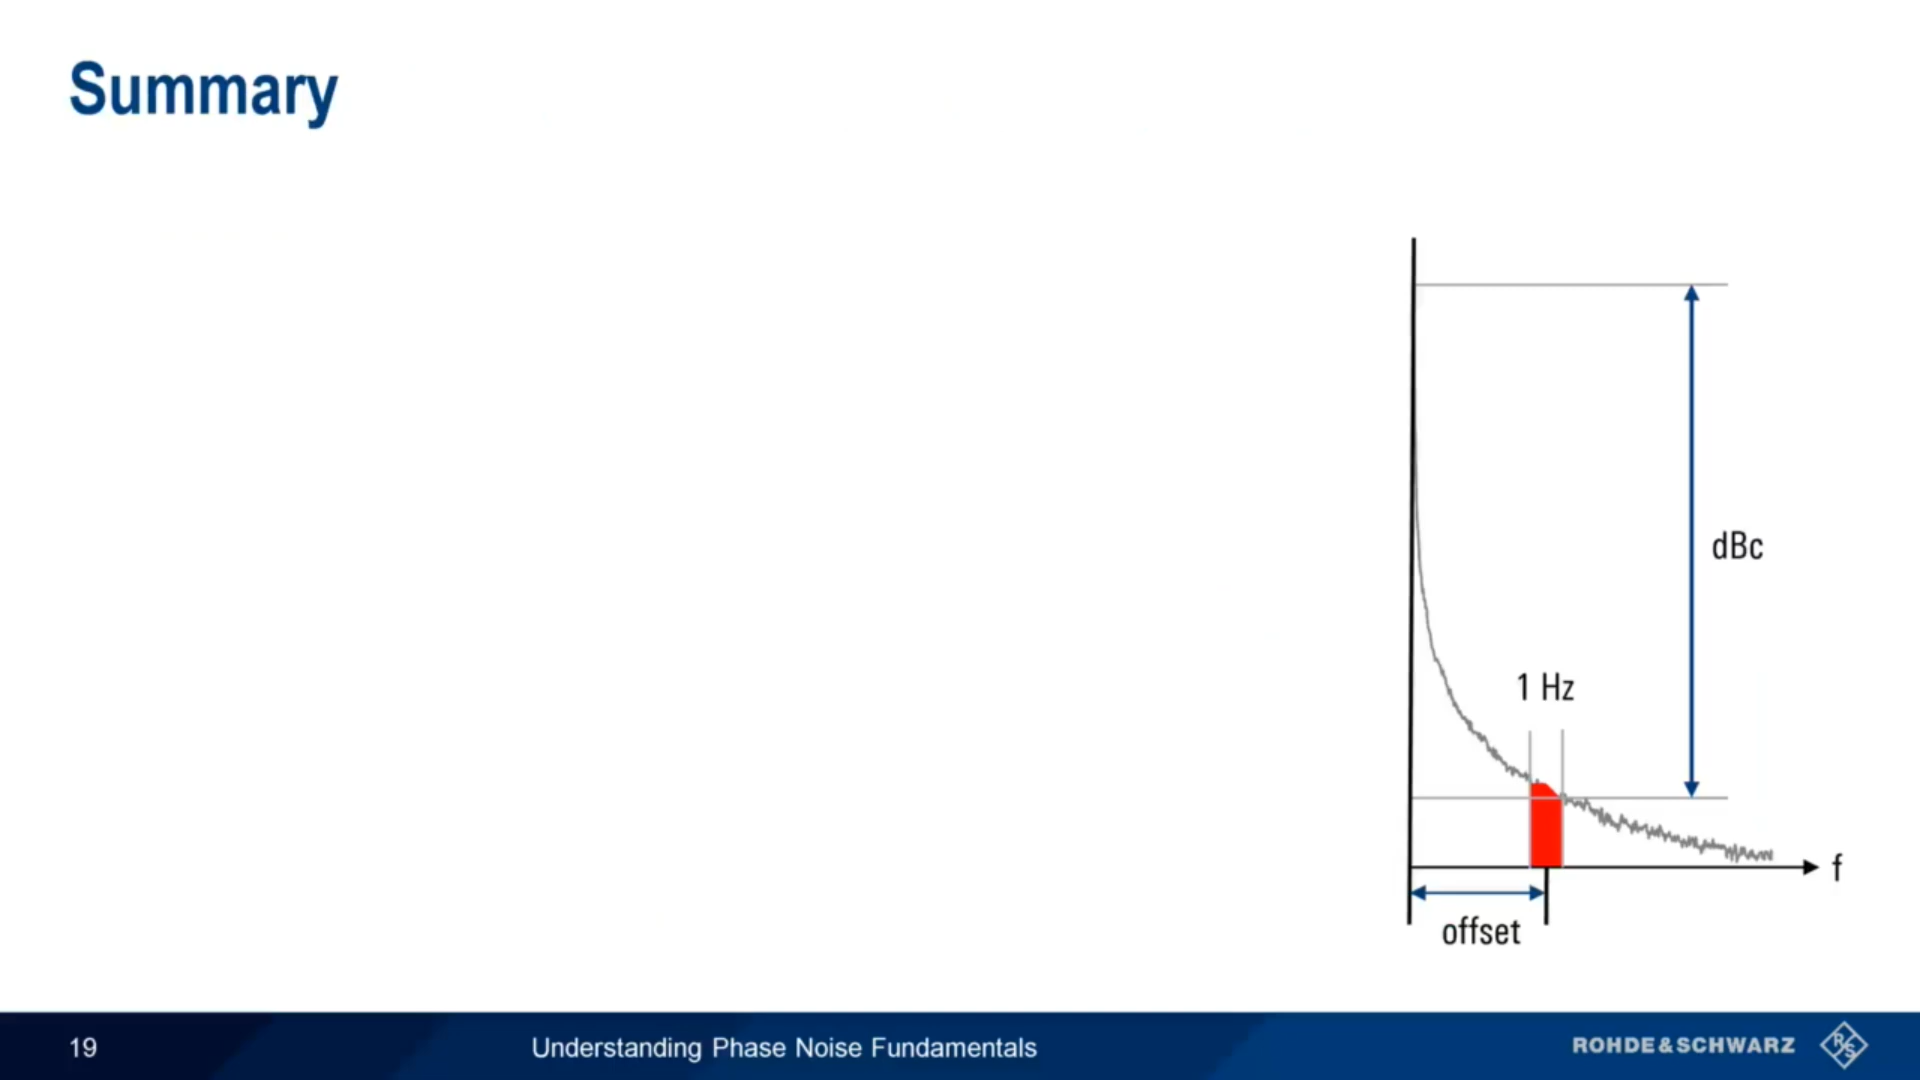 Summary
dBc
1 Hz
f
offset
19
Understanding Phase Noise Fundamentals
ROHDE&SCHWARZ
R&S